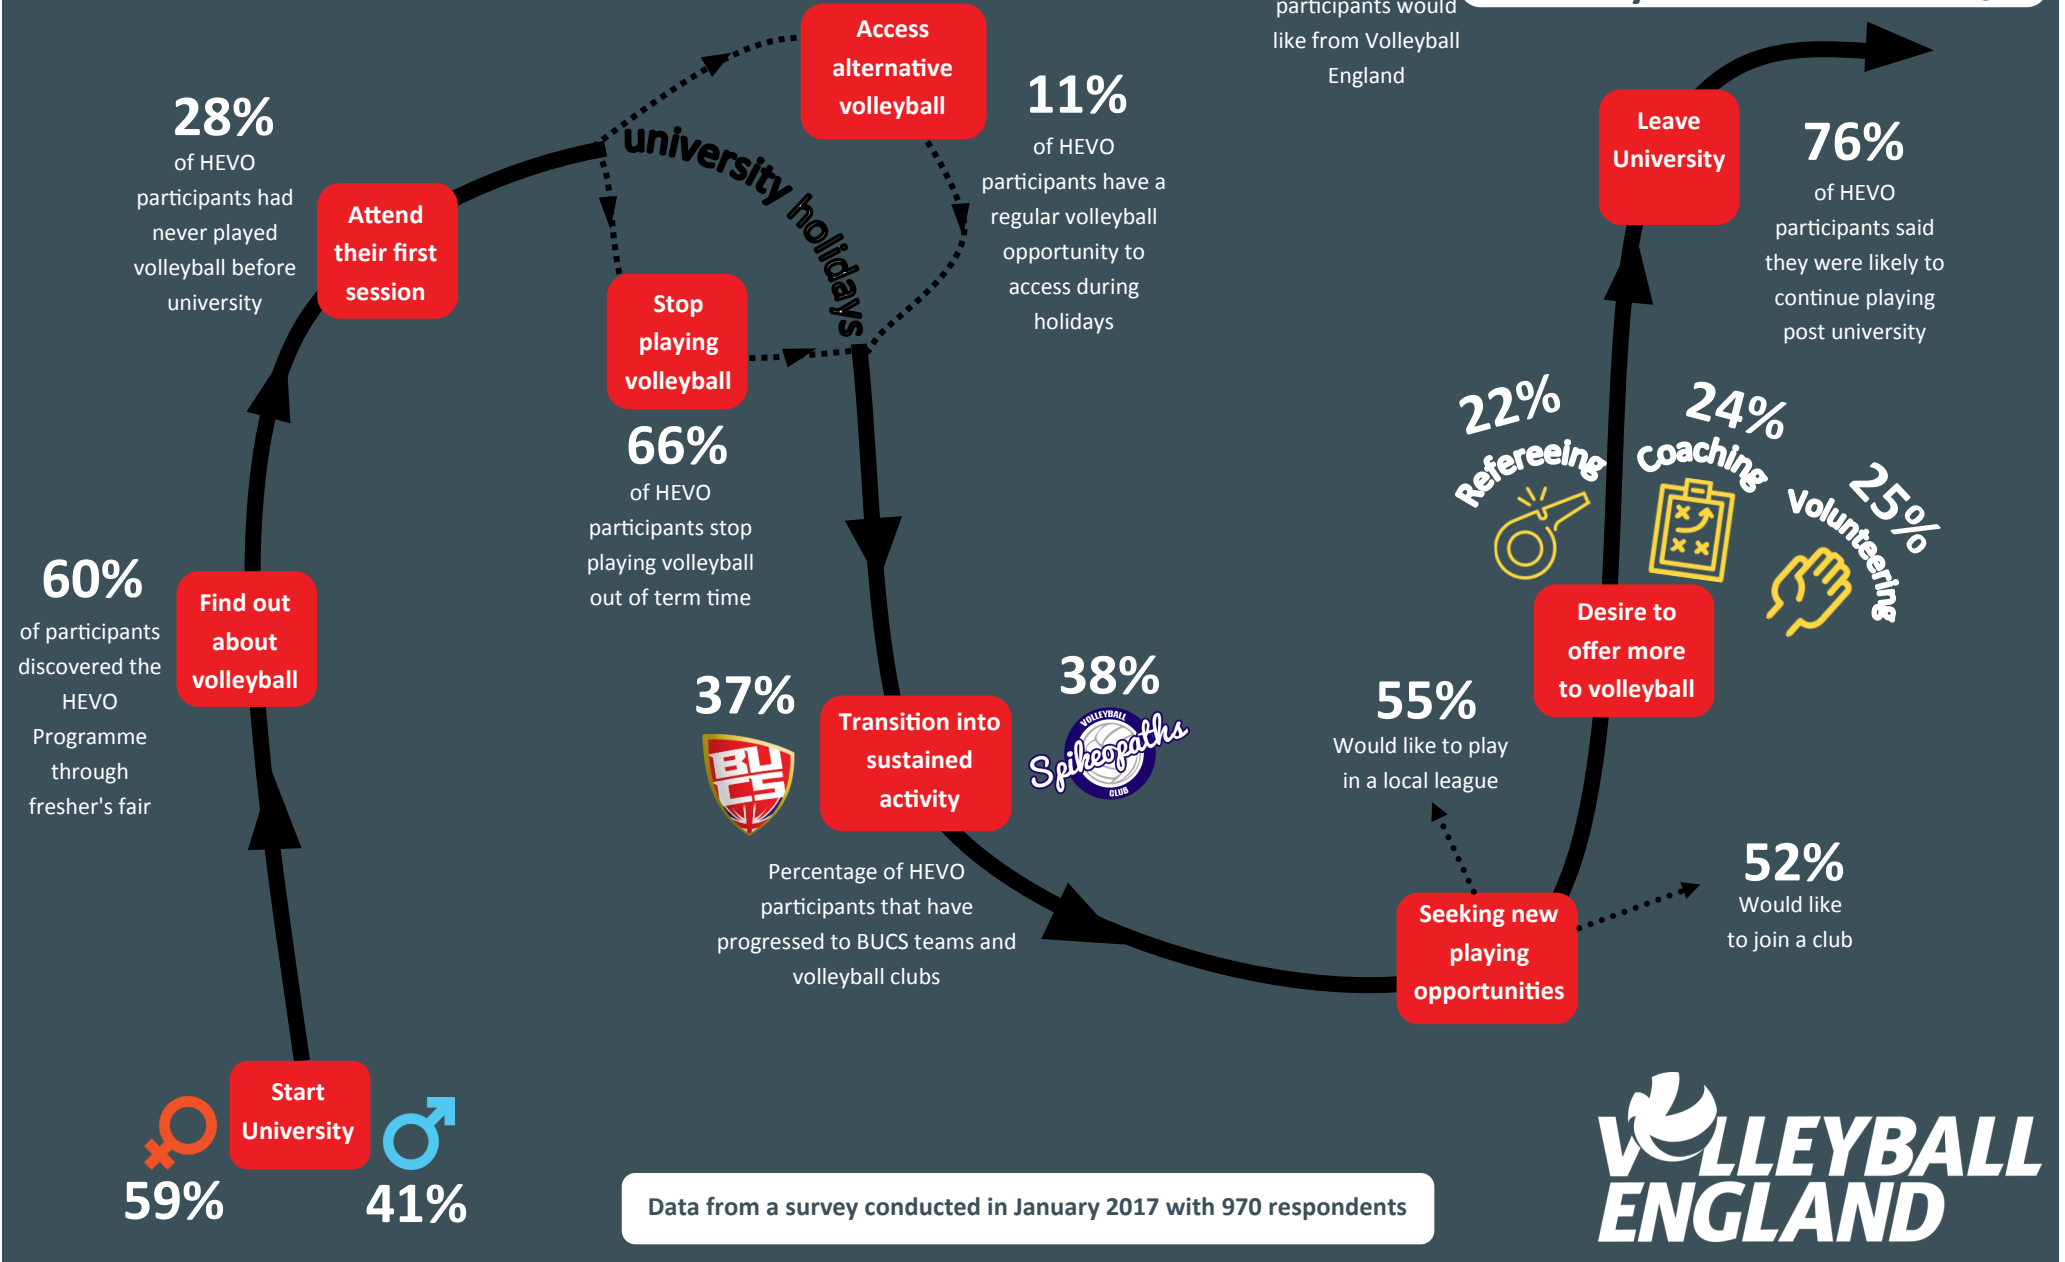 participants would
like from Volleyball
England
Access
alternative
volleyball
11%
of HEVO
participants have a
regular volleyball
opportunity to
access during
holidays
28%
of HEVO
participants had
never played
volleyball before
university
Attend
their first
session
university holidays
Stop
playing
volleyball
66%
of HEVO
participants stop
playing volleyball
out of term time
Leave
University
76%
of HEVO
participants said
they were likely to
continue playing
post university
22%
Refereeing
24%
Coaching
25%
Volunteering
60%
of participants
discovered the
HEVO
Programme
through
fresher's fair
Find out
about
volleyball
Desire to
offer more
to volleyball
37%
BUCS
Transition into
sustained
activity
38%
VOLLEYBALL
Spikeopaths
CLUB
Percentage of HEVO
participants that have
progressed to BUCS teams and
volleyball clubs
55%
Would like to play
in a local league
52%
Would like
to join a club
Seeking new
playing
opportunities
Start
University
59%
41%
Data from a survey conducted in January 2017 with 970 respondents
VOLLEYBALL
ENGLAND